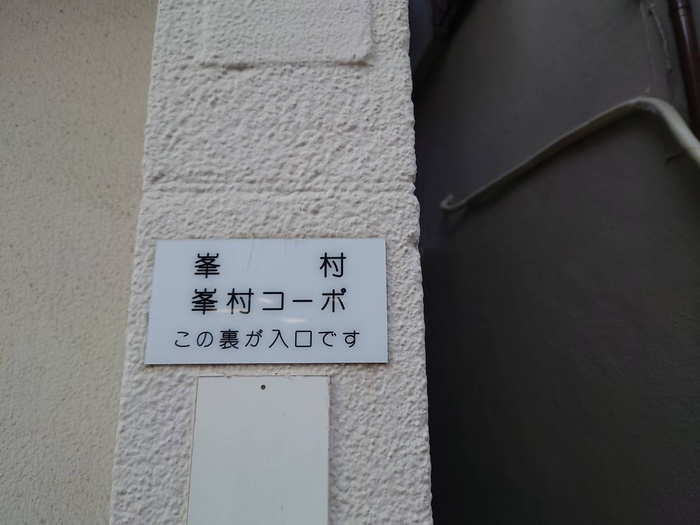 峯　　　村
峯村コーポ
この裏が入口です